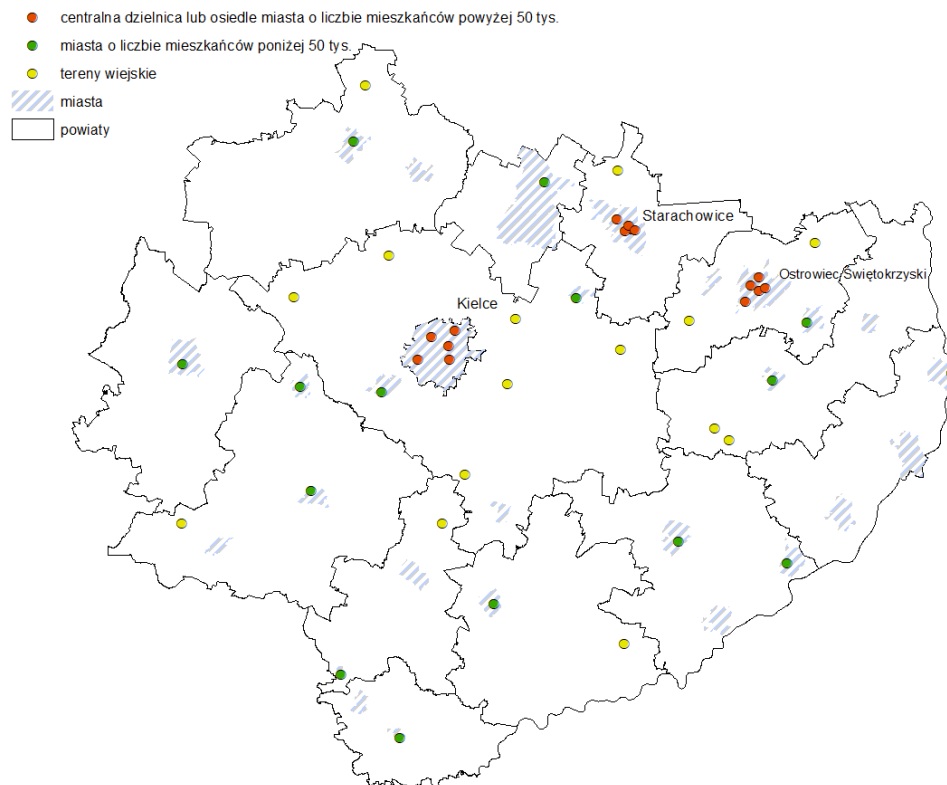 centralna dzielnica lub osiedle miasta o liczbie mieszkańców powyżej 50 tys.
miasta o liczbie mieszkańców poniżej 50 tys.
tereny wiejskie
miasta
powiaty
Starachowice
Ostrowiec Świętokrzyski
Kielce